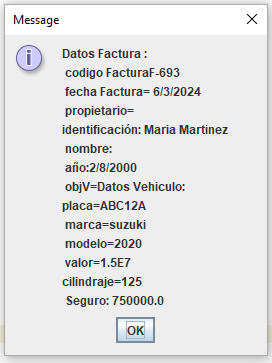 Message
Datos Factura :
codigo FacturaF-693
fecha Factura= 6/3/2024
propietario=
identificación: Maria Martinez
nombre:
año:2/8/2000
objV=Datos Vehiculo:
placa=ABC12A
marca=suzuki
modelo=2020
valor=1.5E7
cilindraje=125
Seguro: 750000.0
OK